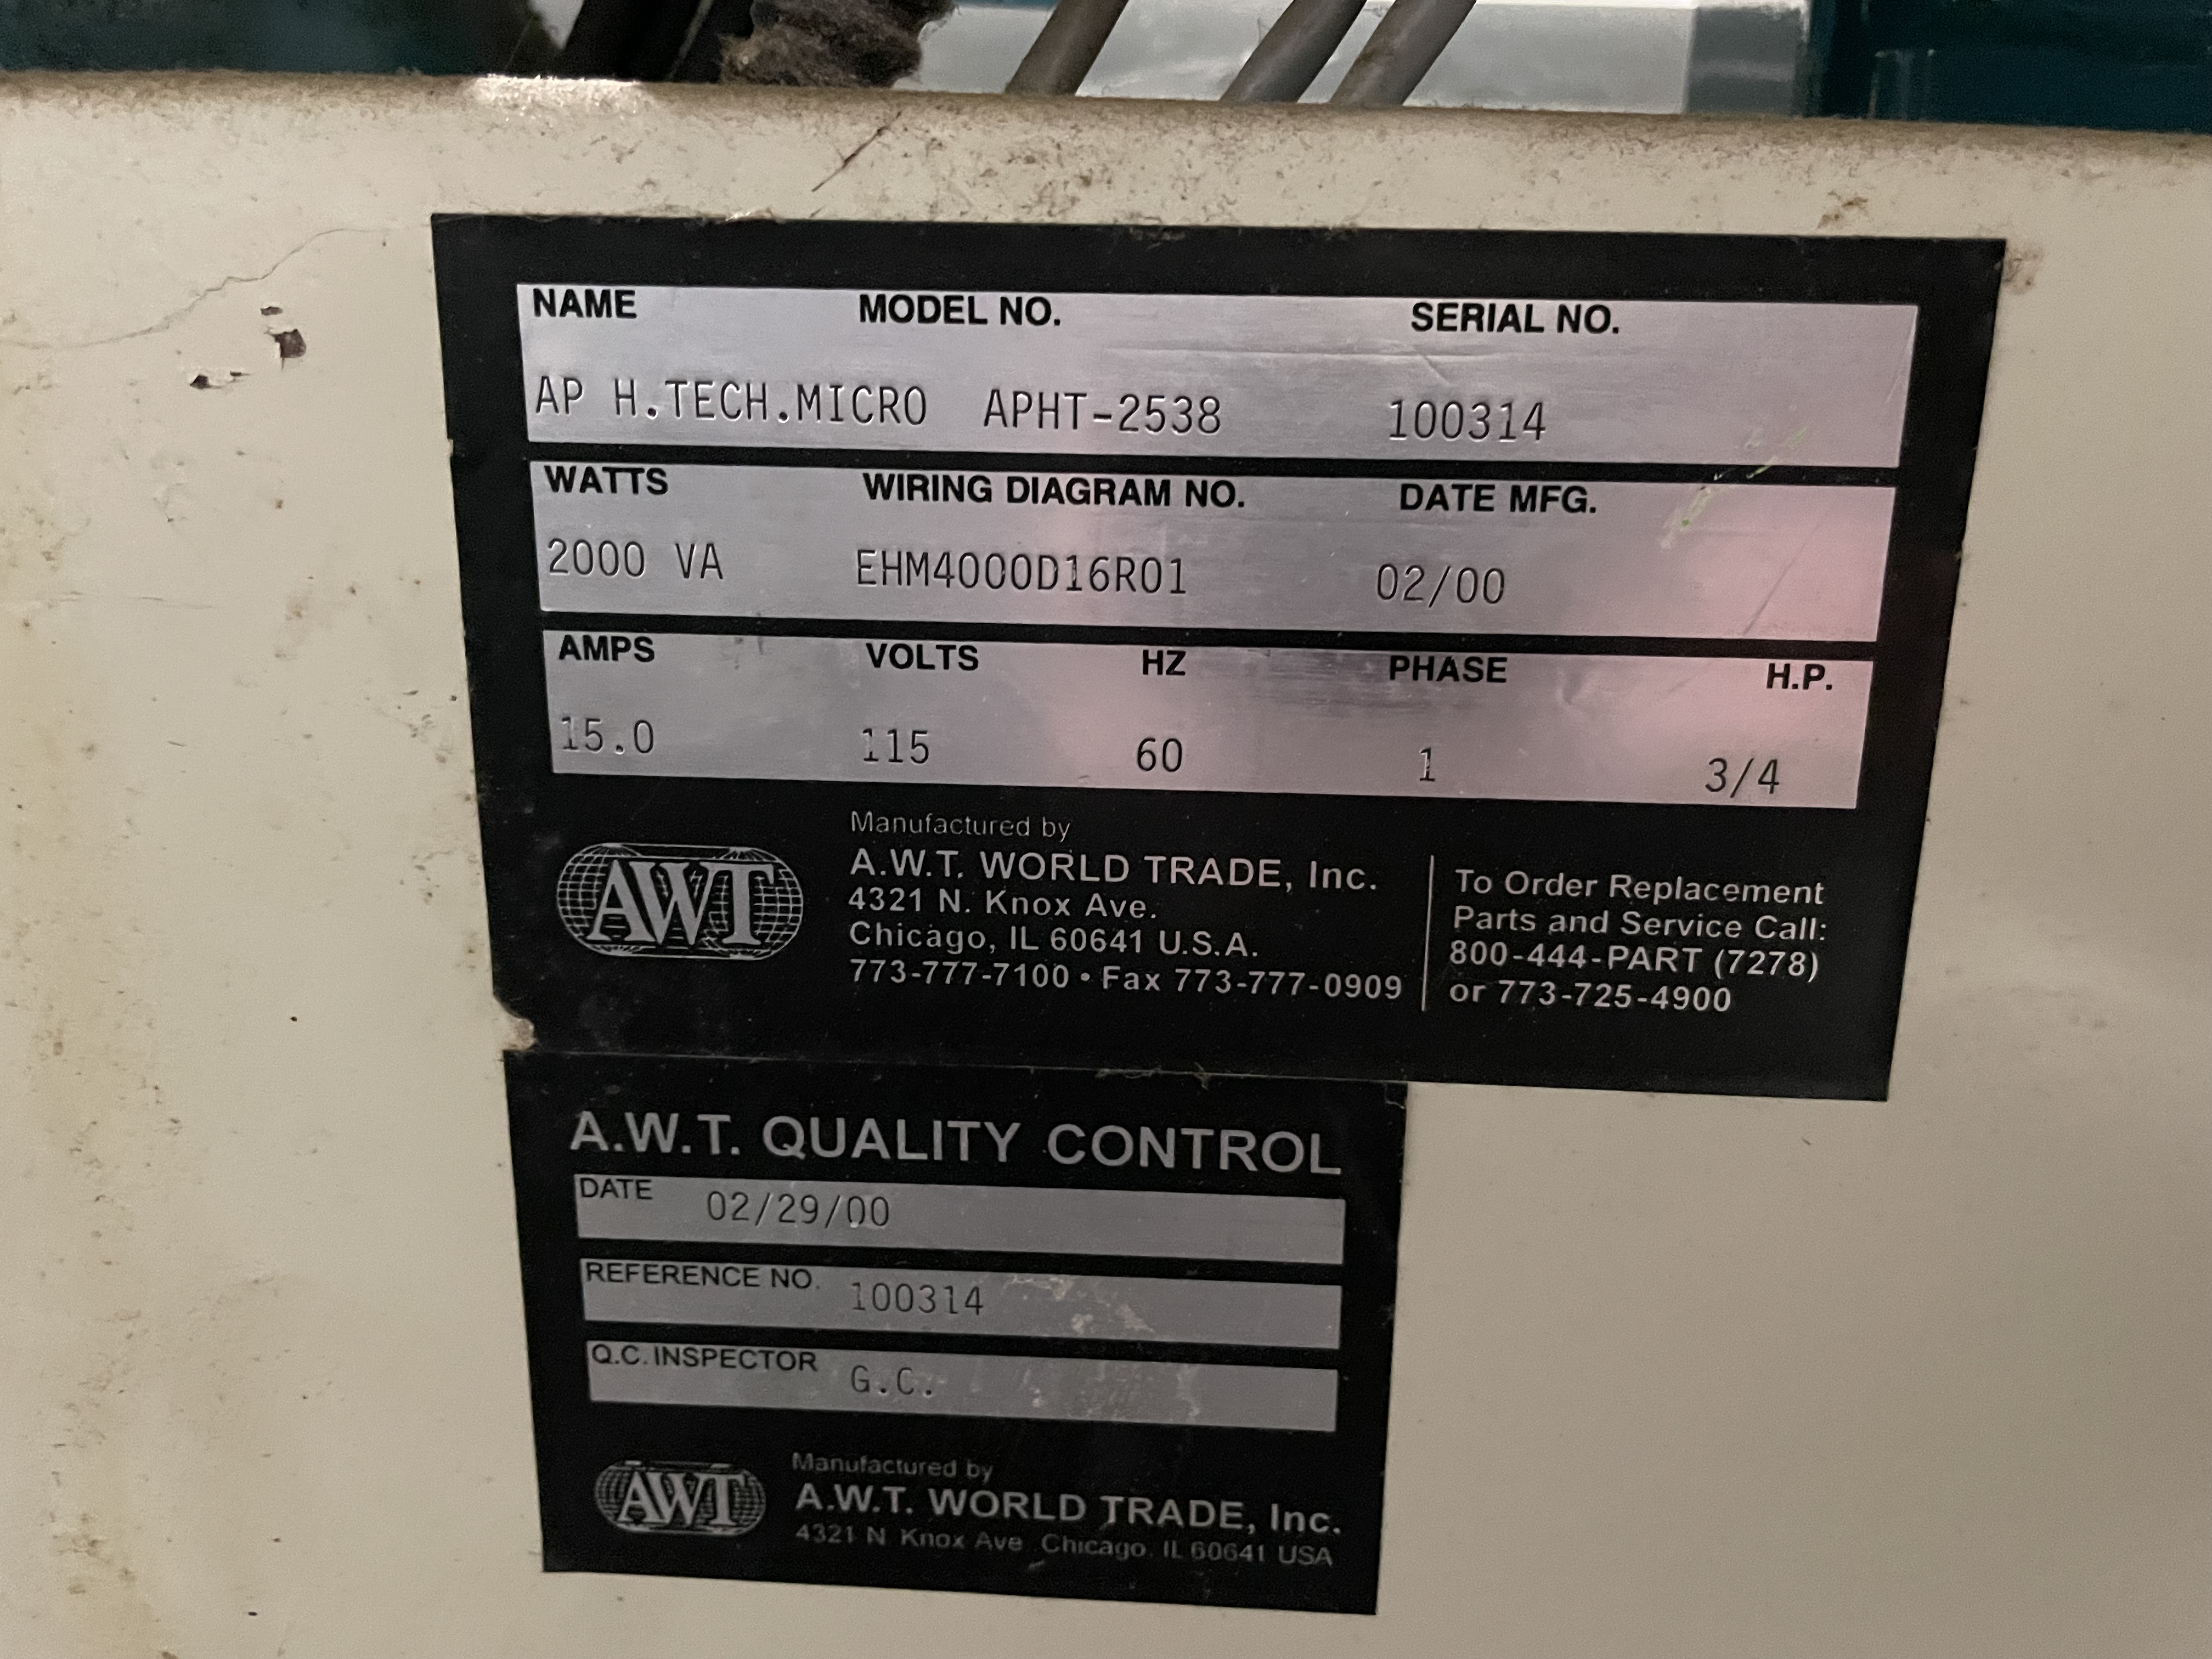 NAME MODEL NO. SERIAL NO.
AP H.TECH.MICRO APHT-2538 100314
WATTS WIRING DIAGRAM NO. DATE MFG.
2000 VA EHM4000D16R01 02/00
AMPS VOLTS HZ PHASE H.P.
15.0 115 60 1 3/4
AWT
Manufactured by
A.W.T. WORLD TRADE, Inc.
4321 N. Knox Ave.
Chicago, IL 60641 U.S.A.
773-777-7100 • Fax 773-777-0909
To Order Replacement
Parts and Service Call:
800-444-PART (7278)
or 773-725-4900
A.W.T. QUALITY CONTROL
DATE 02/29/00
REFERENCE NO. 100314
Q.C. INSPECTOR G.C.
AWT
Manufactured by
A.W.T. WORLD TRADE, Inc.
4321 N. Knox Ave. Chicago, IL 60641 USA